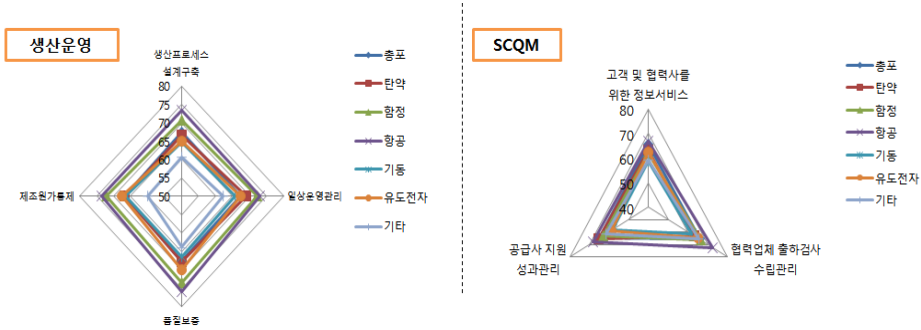 생산운영
생산프로세스
설계구축
80
75
70
65
60
55
50
제조원가통제
일상운영관리
품질보증
총포
탄약
함정
항공
기동
유도전자
기타
SCQM
고객 및 협력사를
위한 정보서비스
80
70
60
50
40
공급사 지원
성과관리
협력업체 출하검사
수립관리
총포
탄약
함정
항공
기동
유도전자
기타